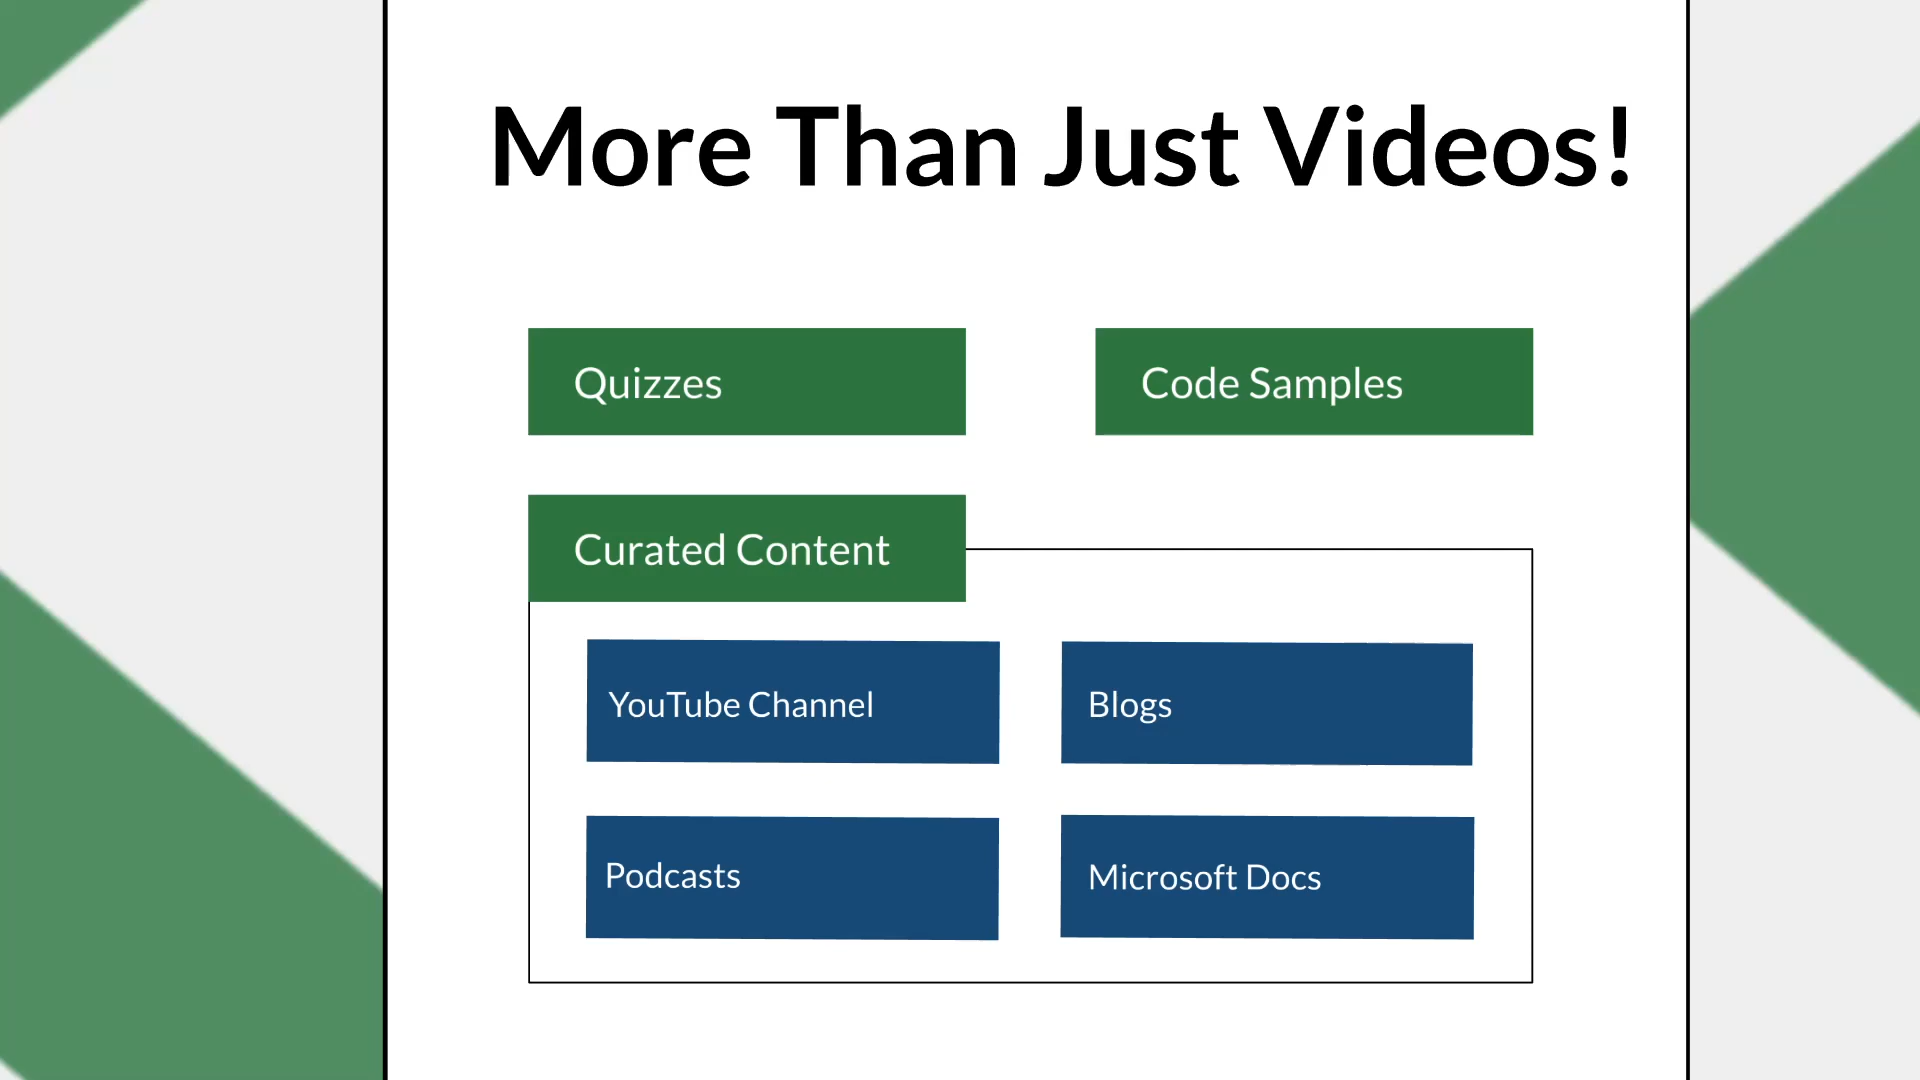 More Than Just Videos!
Quizzes
Code Samples
Curated Content
YouTube Channel
Blogs
Podcasts
Microsoft Docs